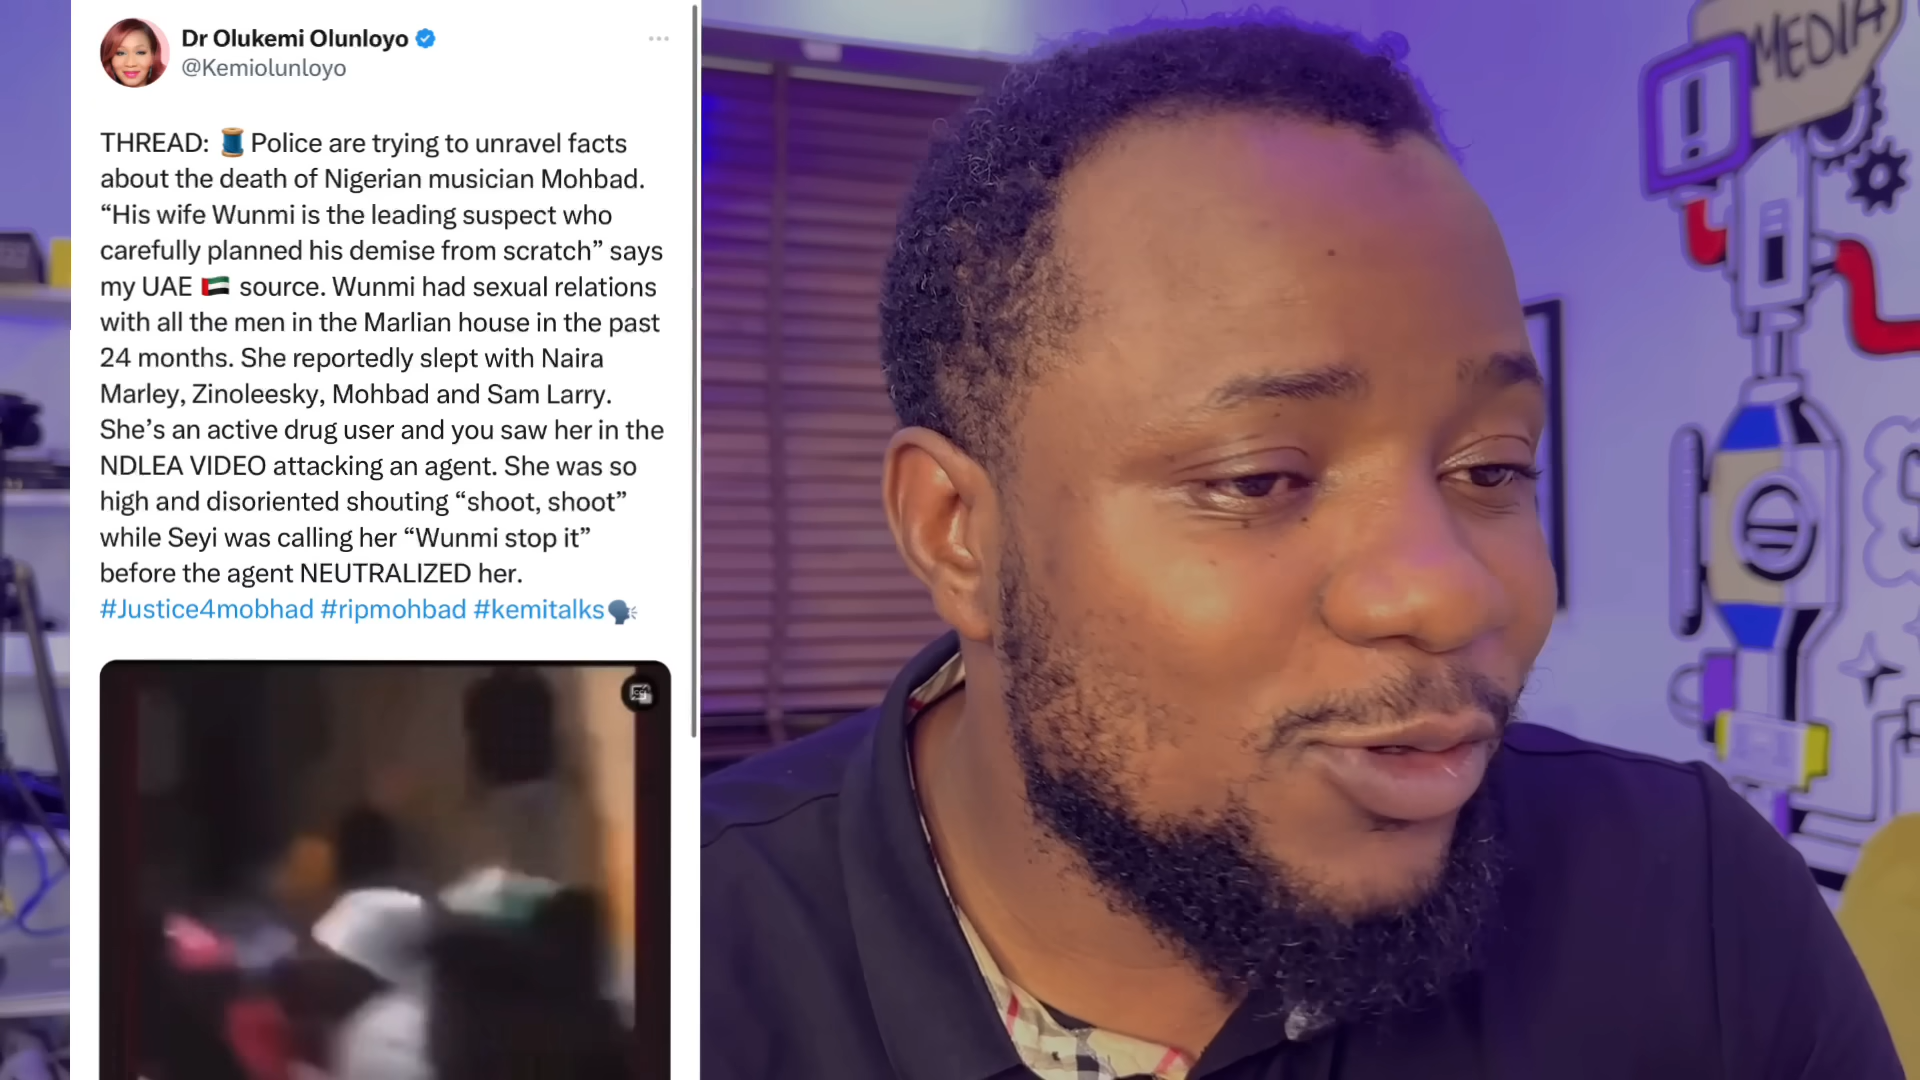 Dr Olukemi Olunloyo
@Kemiolunloyo
THREAD: 🧵 Police are trying to unravel facts
about the death of Nigerian musician Mohbad.
“His wife Wunmi is the leading suspect who
carefully planned his demise from scratch” says
my UAE 🇦🇪 source. Wunmi had sexual relations
with all the men in the Marlian house in the past
24 months. She reportedly slept with Naira
Marley, Zinoleesky, Mohbad and Sam Larry.
She’s an active drug user and you saw her in the
NDLEA VIDEO attacking an agent. She was so
high and disoriented shouting “shoot, shoot”
while Seyi was calling her “Wunmi stop it”
before the agent NEUTRALIZED her.
#Justice4mobhad #ripmohbad #kemitalks🗣️
MEDIA